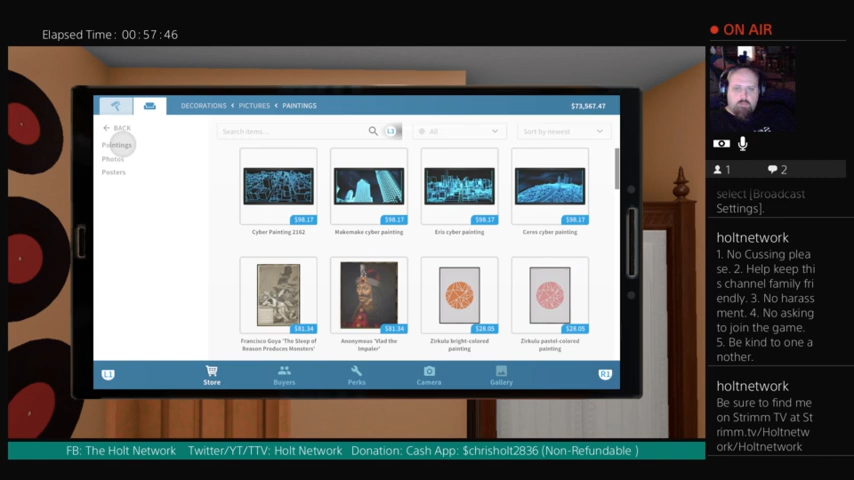 Elapsed Time: 00:57:46
ON AIR
DECORATIONS < PICTURES < PAINTINGS
$73,567.47
BACK
Search items...
L3
All
Sort by newest
Paintings
Photos
Posters
$98.17
$98.17
$98.17
$98.17
Cyber Painting 2162
Makemake cyber painting
Eris cyber painting
Ceres cyber painting
$81.34
$81.34
$28.05
$28.05
Francisco Goya 'The Sleep of
Reason Produces Monsters'
Anonymous 'Vlad the
Impaler'
Zirkulu bright-colored
painting
Zirkulu pastel-colored
painting
L1
Store
Buyers
Perks
Camera
Gallery
R1
1
2
select [Broadcast
Settings].
holtnetwork
1. No Cussing plea
se. 2. Help keep thi
s channel family fri
endly. 3. No harass
ment. 4. No asking
to join the game.
5. Be kind to one a
nother.
holtnetwork
Be sure to find me
on Strimm TV at St
rimm.tv/Holtnetw
ork/Holtnetwork
FB: The Holt Network Twitter/YT/TTV: Holt Network Donation: Cash App: $chrisholt2836 (Non-Refundable )